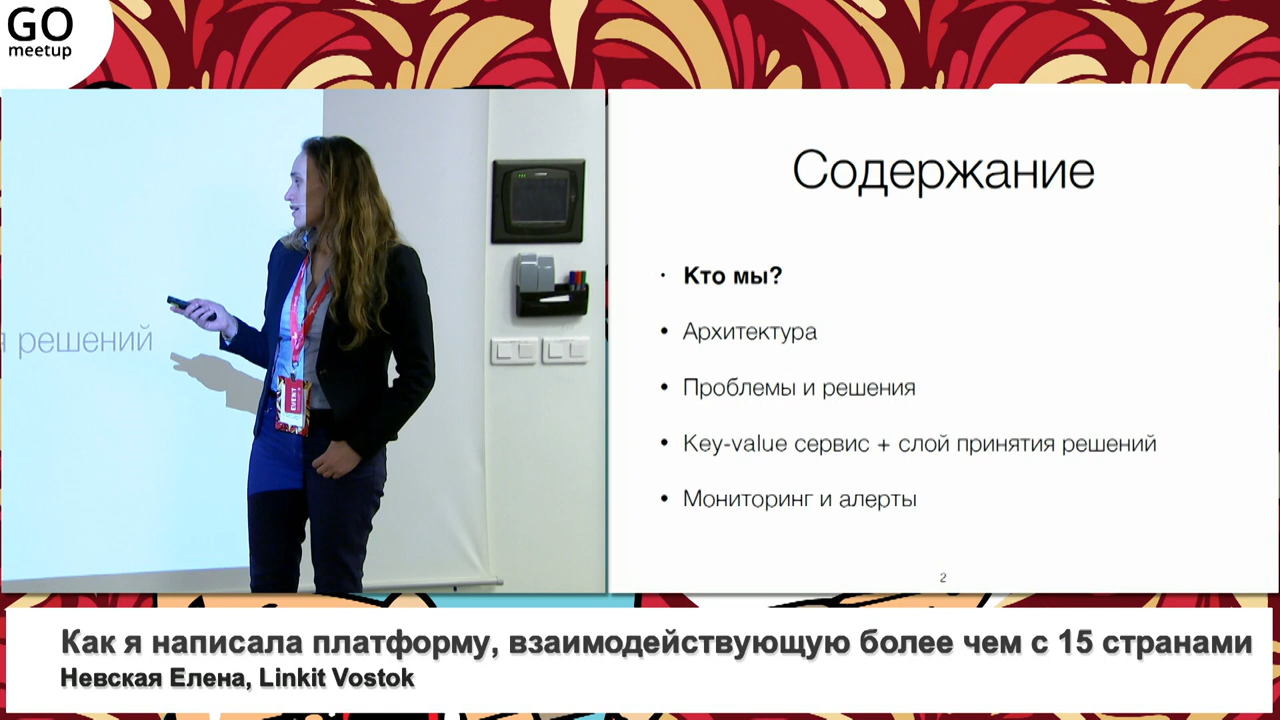 GO
meetup
я решений
Содержание
Кто мы?
Архитектура
Проблемы и решения
Key-value сервис + слой принятия решений
Мониторинг и алерты
2
EVENT
Как я написала платформу, взаимодействующую более чем с 15 странами
Невская Елена, Linkit Vostok